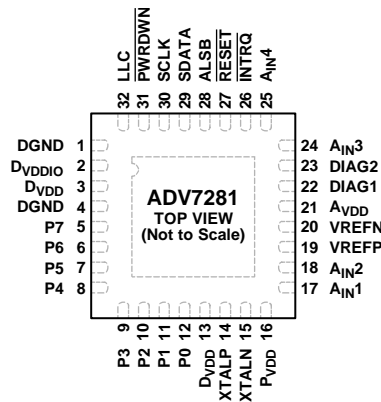 32 LLC
31 PWRDWN
30 SCLK
29 SDATA
28 ALSB
27 RESET
26 INTRQ
25 AIN4
DGND 1
DVDDIO 2
DVDD 3
DGND 4
P7 5
P6 6
P5 7
P4 8
ADV7281
TOP VIEW
(Not to Scale)
24 AIN3
23 DIAG2
22 DIAG1
21 AVDD
20 VREFN
19 VREFP
18 AIN2
17 AIN1
P3 9
P2 10
P1 11
P0 12
DVDD 13
XTALP 14
XTALN 15
PVDD 16